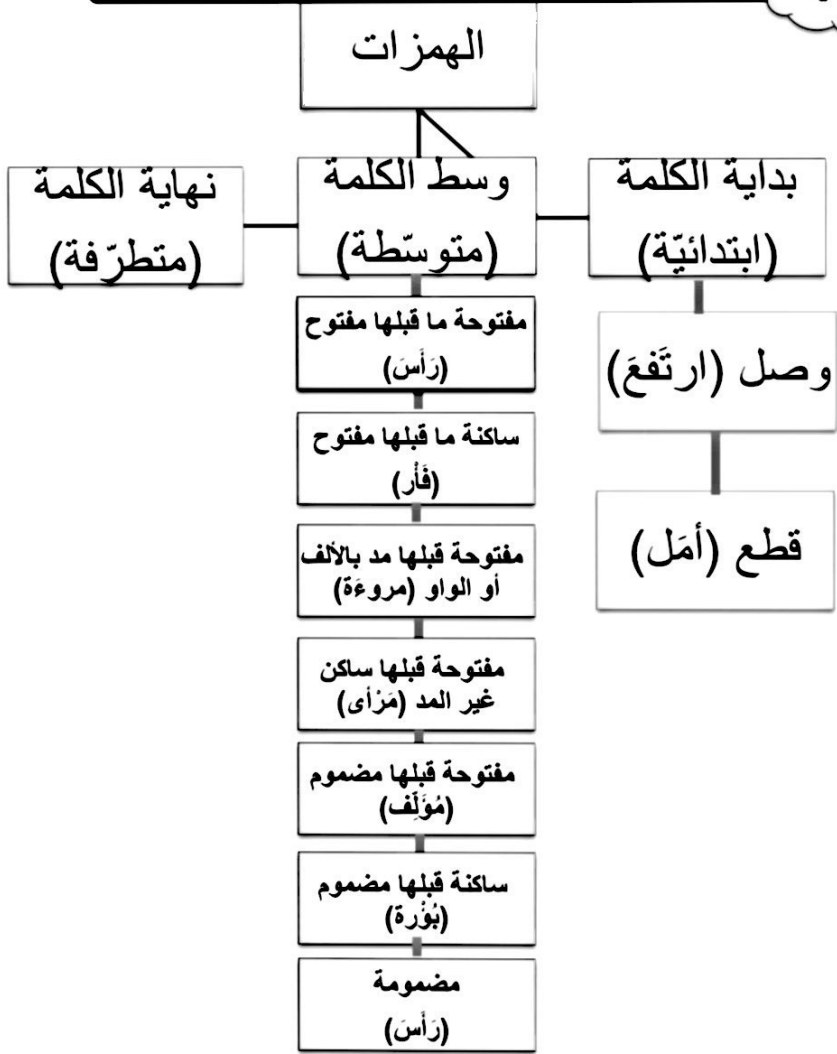 الهمزات
بداية الكلمة
(ابتدائيّة)
وسط الكلمة
(متوسّطة)
نهاية الكلمة
(متطرّفة)
وصل (ارتَفعَ)
قطع (أمَل)
مفتوحة ما قبلها مفتوح
(رَأَسَ)
ساكنة ما قبلها مفتوح
(فَأْر)
مفتوحة قبلها مد بالألف
أو الواو (مروءَة)
مفتوحة قبلها ساكن
غير المد (مَرْأى)
مفتوحة قبلها مضموم
(مُؤَلِّف)
ساكنة قبلها مضموم
(بُؤْرة)
مضمومة
(رَأَسَ)